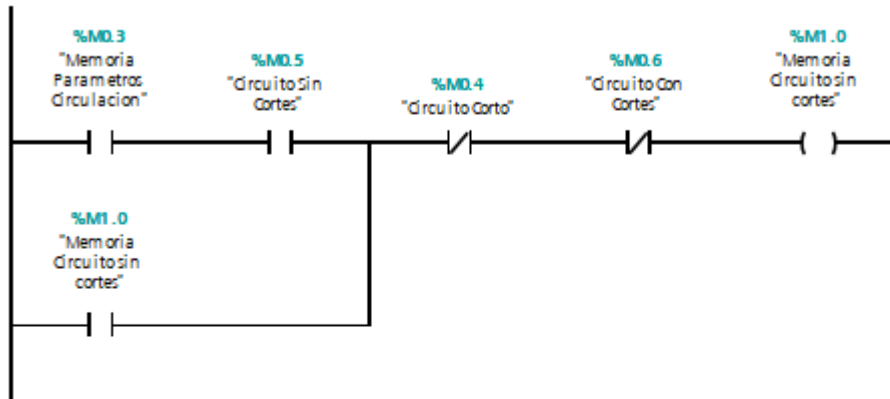 %M0.3
"Memoria
Parametros
Circulacion"
%M0.5
"Circuito Sin
Cortes"
%M0.4
"Circuito Corto"
%M0.6
"Circuito Con
Cortes"
%M1.0
"Memoria
Circuito sin
cortes"
%M1.0
"Memoria
Circuito sin
cortes"